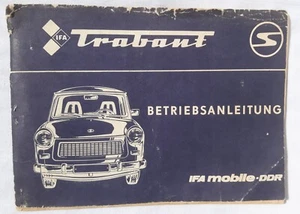 IFA Trabant S
BETRIEBSANLEITUNG
IFA mobile-DDR